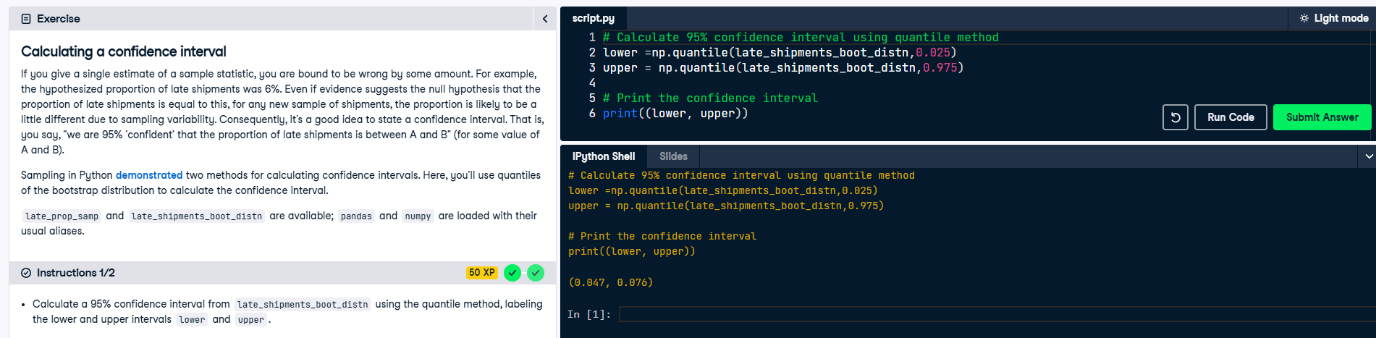 Exercise
Calculating a confidence interval
If you give a single estimate of a sample statistic, you are bound to be wrong by some amount. For example,
the hypothesized proportion of late shipments was 6%. Even if evidence suggests the null hypothesis that the
proportion of late shipments is equal to this, for any new sample of shipments, the proportion is likely to be a
little different due to sampling variability. Consequently, it's a good idea to state a confidence interval. That is,
you say, "we are 95% 'confident' that the proportion of late shipments is between A and B" (for some value of
A and B).
Sampling in Python demonstrated two methods for calculating confidence intervals. Here, you'll use quantiles
of the bootstrap distribution to calculate the confidence interval.
late_prop_samp and late_shipments_boot_distn are available; pandas and numpy are loaded with their
usual aliases.
Instructions 1/2
50 XP
• Calculate a 95% confidence interval from late_shipments_boot_distn using the quantile method, labeling
the lower and upper intervals lower and upper.
script.py
Light mode
1 # Calculate 95% confidence interval using quantile method
2 lower =np.quantile(late_shipments_boot_distn,0.025)
3 upper = np.quantile(late_shipments_boot_distn,0.975)
4
5 # Print the confidence interval
6 print((lower, upper))
Run Code
Submit Answer
IPython Shell
Slides
# Calculate 95% confidence interval using quantile method
lower =np.quantile(late_shipments_boot_distn,0.025)
upper = np.quantile(late_shipments_boot_distn,0.975)
# Print the confidence interval
print((lower, upper))
(0.047, 0.076)
In [1]: